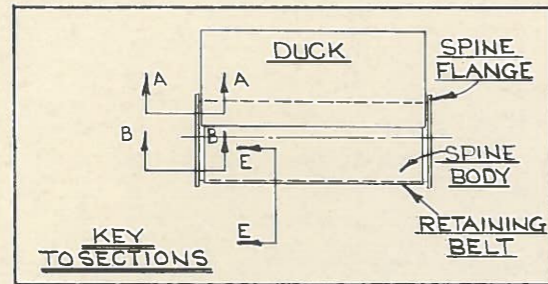 DUCK
SPINE
FLANGE
A A
B B
E
SPINE
BODY
E
RETAINING
BELT
KEY
TO SECTIONS